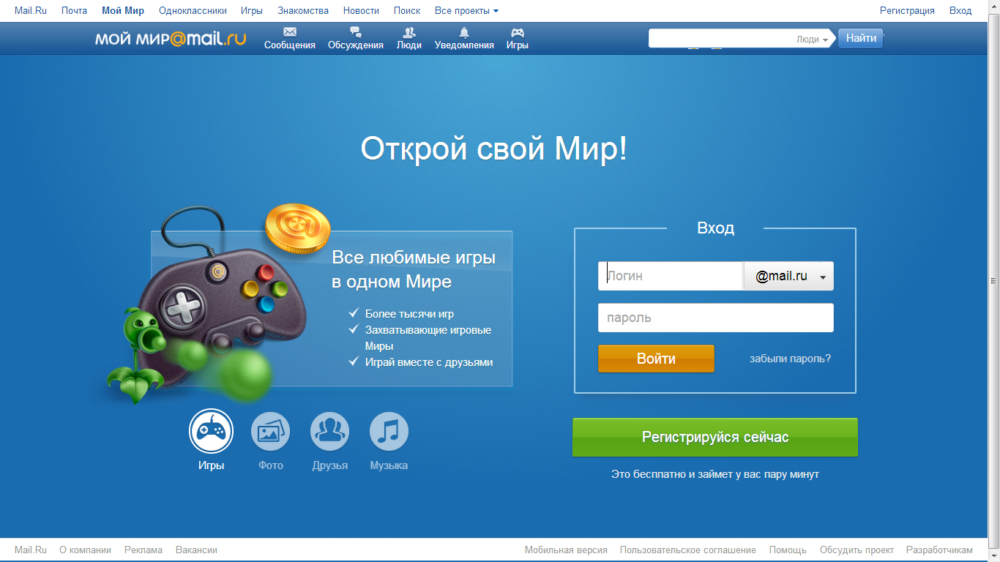 Mail.Ru Почта Мой Мир Одноклассники Игры Знакомства Новости Поиск Все проекты Регистрация Вход
МОЙ МИР@mail.ru Сообщения Обсуждения Люди Уведомления Игры Люди Найти
Открой свой Мир!
Все любимые игры
в одном Мире
Более тысячи игр
Захватывающие игровые
Миры
Играй вместе с друзьями
Игры Фото Друзья Музыка
Вход
Логин @mail.ru
пароль
Войти забыли пароль?
Регистрируйся сейчас
Это бесплатно и займет у вас пару минут
Mail.Ru О компании Реклама Вакансии Мобильная версия Пользовательское соглашение Помощь Обсудить проект Разработчикам